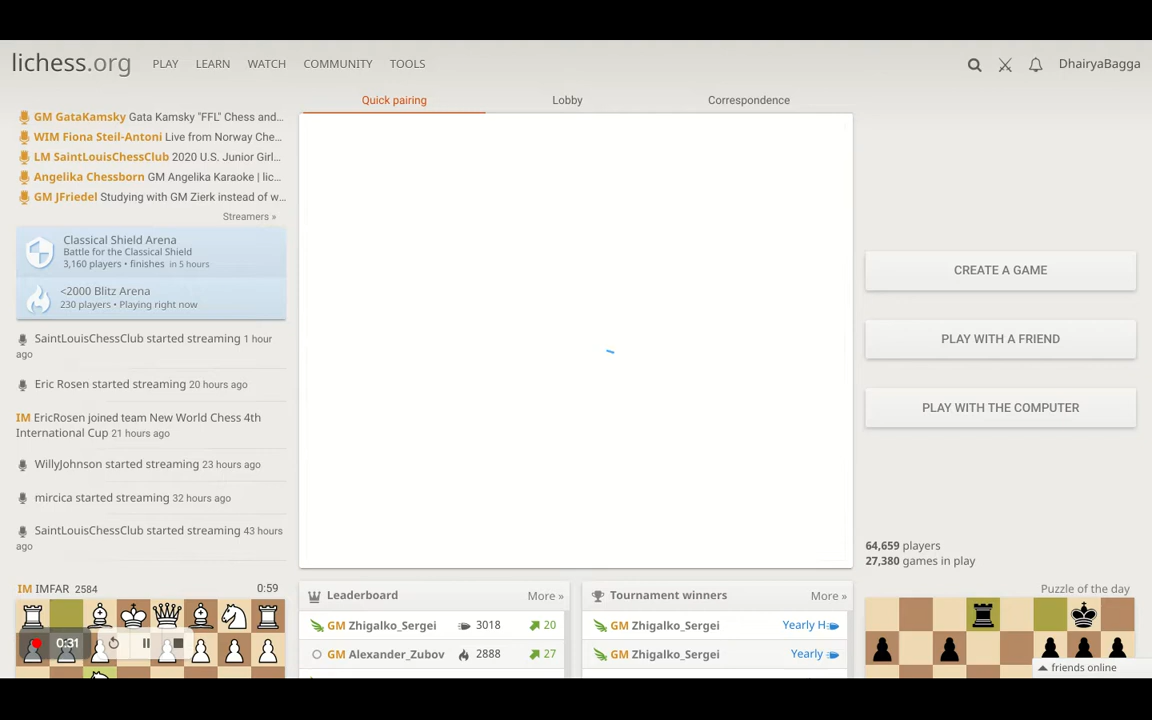 lichess.org PLAY LEARN WATCH COMMUNITY TOOLS DhairyaBagga
Quick pairing Lobby Correspondence
GM GataKamsky Gata Kamsky "FFL" Chess and...
WIM Fiona Steil-Antoni Live from Norway Che...
LM SaintLouisChessClub 2020 U.S. Junior Girl...
Angelika Chessborn GM Angelika Karaoke | lic...
GM JFriedel Studying with GM Zierk instead of w...
Streamers »
Classical Shield Arena
Battle for the Classical Shield
3,160 players • finishes in 5 hours
<2000 Blitz Arena
230 players • Playing right now
SaintLouisChessClub started streaming 1 hour
ago
Eric Rosen started streaming 20 hours ago
IM EricRosen joined team New World Chess 4th
International Cup 21 hours ago
WillyJohnson started streaming 23 hours ago
mircica started streaming 32 hours ago
SaintLouisChessClub started streaming 43 hours
ago
CREATE A GAME
PLAY WITH A FRIEND
PLAY WITH THE COMPUTER
64,659 players
27,380 games in play
IM IMFAR 2584 0:59
0:31
Leaderboard More »
GM Zhigalko_Sergei 3018 20
GM Alexander_Zubov 2888 27
Tournament winners More »
GM Zhigalko_Sergei Yearly H
GM Zhigalko_Sergei Yearly
Puzzle of the day
friends online